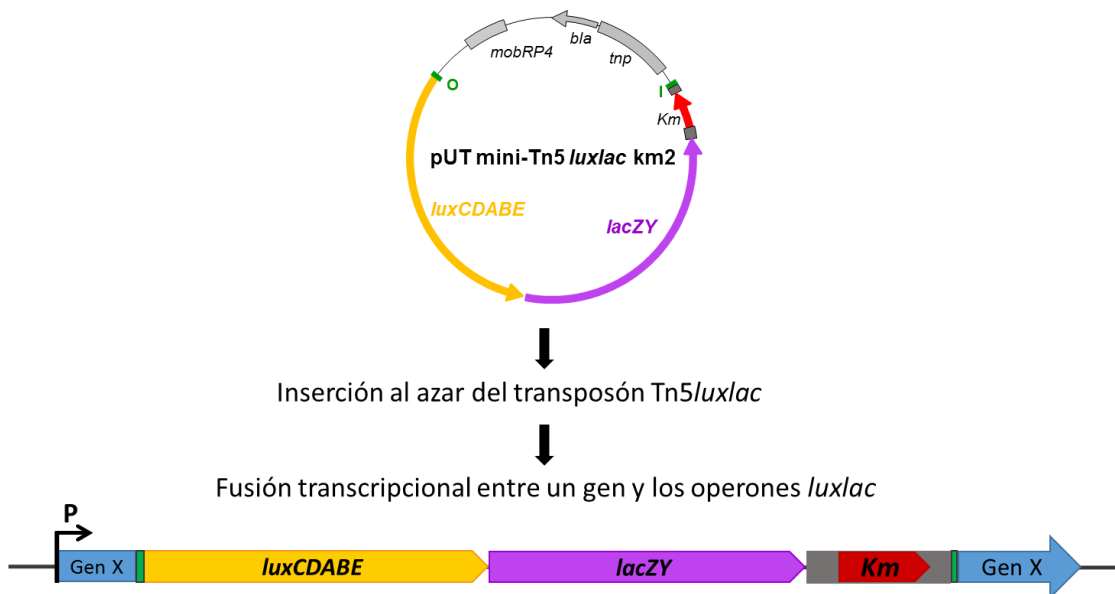 mobRP4
bla
tnp
O
I
Km
pUT mini-Tn5 luxlac km2
luxCDABE
lacZY
Inserción al azar del transposón Tn5luxlac
Fusión transcripcional entre un gen y los operones luxlac
P
Gen X luxCDABE lacZY Km Gen X